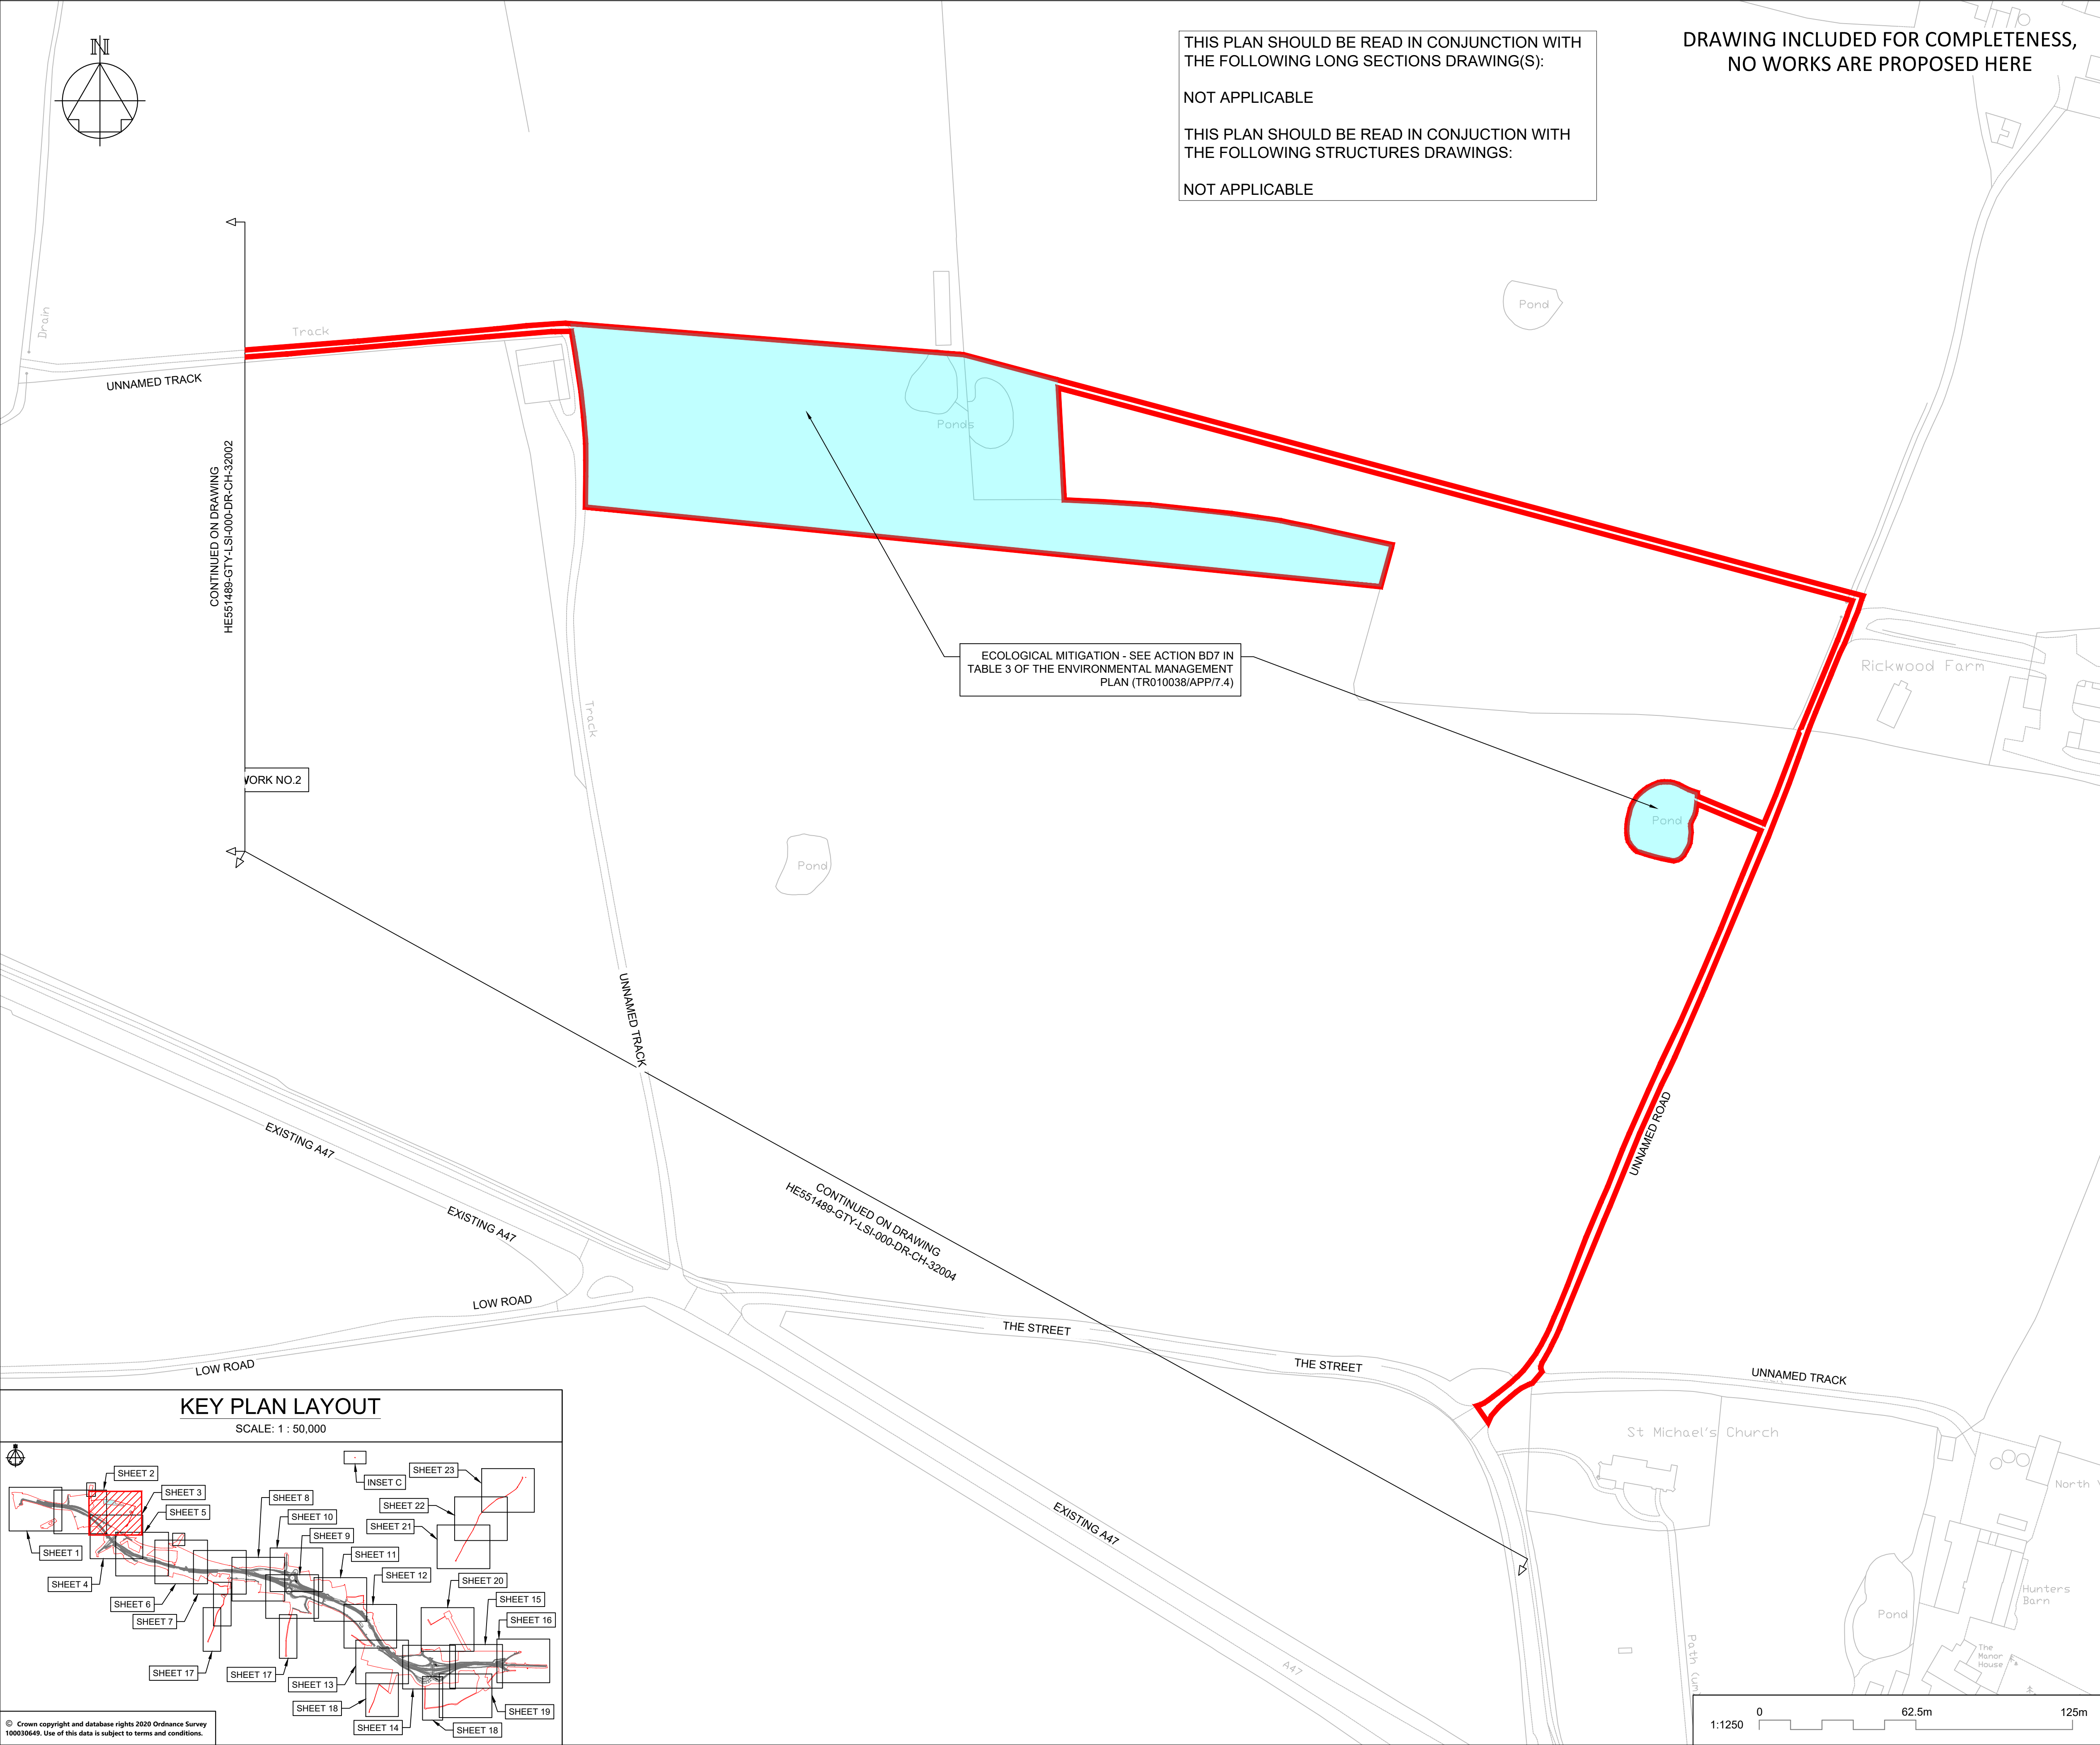 N
THIS PLAN SHOULD BE READ IN CONJUNCTION WITH
THE FOLLOWING LONG SECTIONS DRAWING(S):
NOT APPLICABLE
THIS PLAN SHOULD BE READ IN CONJUCTION WITH
THE FOLLOWING STRUCTURES DRAWINGS:
NOT APPLICABLE
DRAWING INCLUDED FOR COMPLETENESS,
NO WORKS ARE PROPOSED HERE
Drain
Track
UNNAMED TRACK
Pond
Ponds
CONTINUED ON DRAWING
HE551489-GTY-LSI-000-DR-CH-32002
ECOLOGICAL MITIGATION - SEE ACTION BD7 IN
TABLE 3 OF THE ENVIRONMENTAL MANAGEMENT
PLAN (TR010038/APP/7.4)
Rickwood Farm
Track
WORK NO.2
Pond
Pond
UNNAMED TRACK
UNNAMED ROAD
EXISTING A47
EXISTING A47
CONTINUED ON DRAWING
HE551489-GTY-LSI-000-DR-CH-32004
LOW ROAD
THE STREET
THE STREET
LOW ROAD
UNNAMED TRACK
St Michael's Church
North
EXISTING A47
Hunters
Barn
Pond
The
Manor
House
Path
A47
KEY PLAN LAYOUT
SCALE: 1 : 50,000
SHEET 2
SHEET 3
SHEET 5
SHEET 1
SHEET 4
SHEET 6
SHEET 7
SHEET 17
SHEET 17
SHEET 8
SHEET 10
SHEET 9
SHEET 11
SHEET 12
INSET C
SHEET 23
SHEET 22
SHEET 21
SHEET 20
SHEET 15
SHEET 16
SHEET 13
SHEET 18
SHEET 14
SHEET 18
SHEET 19
© Crown copyright and database rights 2020 Ordnance Survey
100030649. Use of this data is subject to terms and conditions.
1:1250
0 62.5m 125m